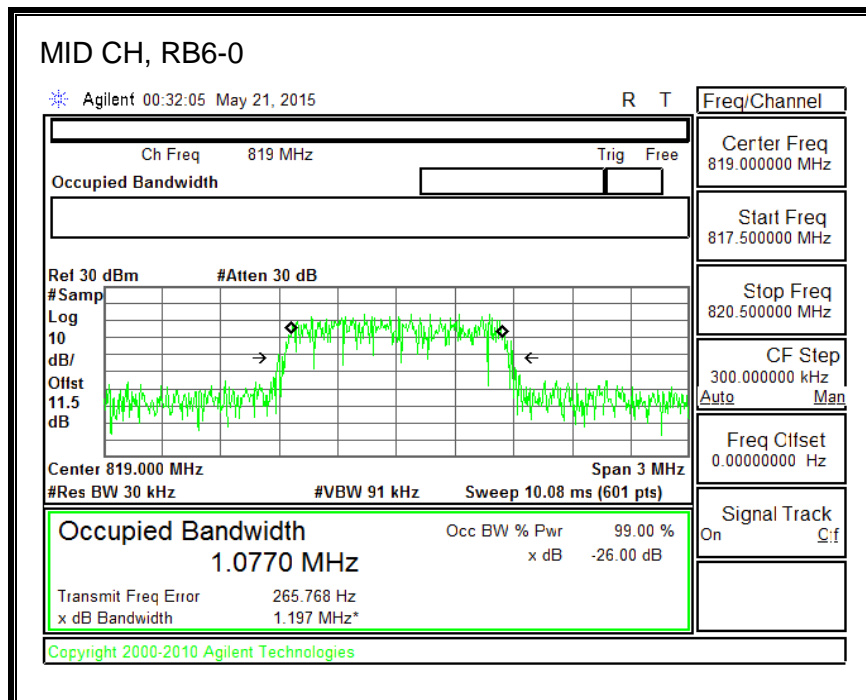 MID CH, RB6-0
Agilent 00:32:05 May 21, 2015 R T
Freq/Channel
Ch Freq 819 MHz Trig Free
Occupied Bandwidth
Center Freq
819.000000 MHz
Start Freq
817.500000 MHz
Stop Freq
820.500000 MHz
CF Step
300.000000 kHz
Auto Man
Freq Offset
0.00000000 Hz
Signal Track
On Off
Ref 30 dBm #Atten 30 dB
#Samp
Log
10
dB/
Offst
11.5
dB
Center 819.000 MHz Span 3 MHz
#Res BW 30 kHz #VBW 91 kHz Sweep 10.08 ms (601 pts)
Occupied Bandwidth
1.0770 MHz
Occ BW % Pwr 99.00 %
x dB -26.00 dB
Transmit Freq Error 265.768 Hz
x dB Bandwidth 1.197 MHz*
Copyright 2000-2010 Agilent Technologies